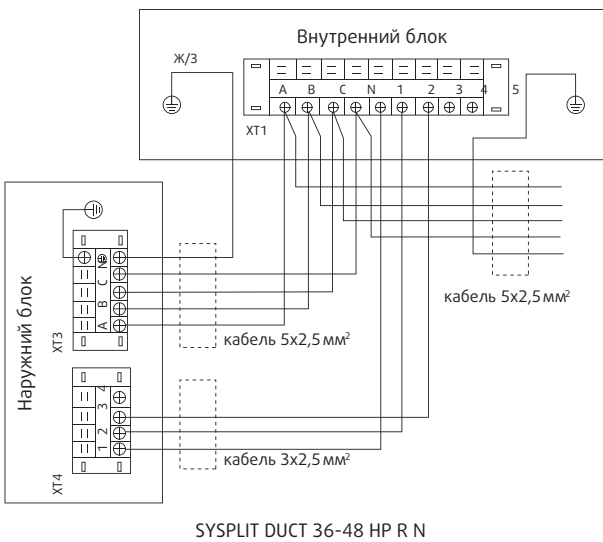 Внутренний блок
Ж/З
A B C N 1 2 3 4 5
XT1
кабель 5x2,5 мм²
Наружный блок
A B C N
XT3
кабель 5x2,5 мм²
1 2 3 4
XT4
кабель 3x2,5 мм²
SYSPLIT DUCT 36-48 HP R N